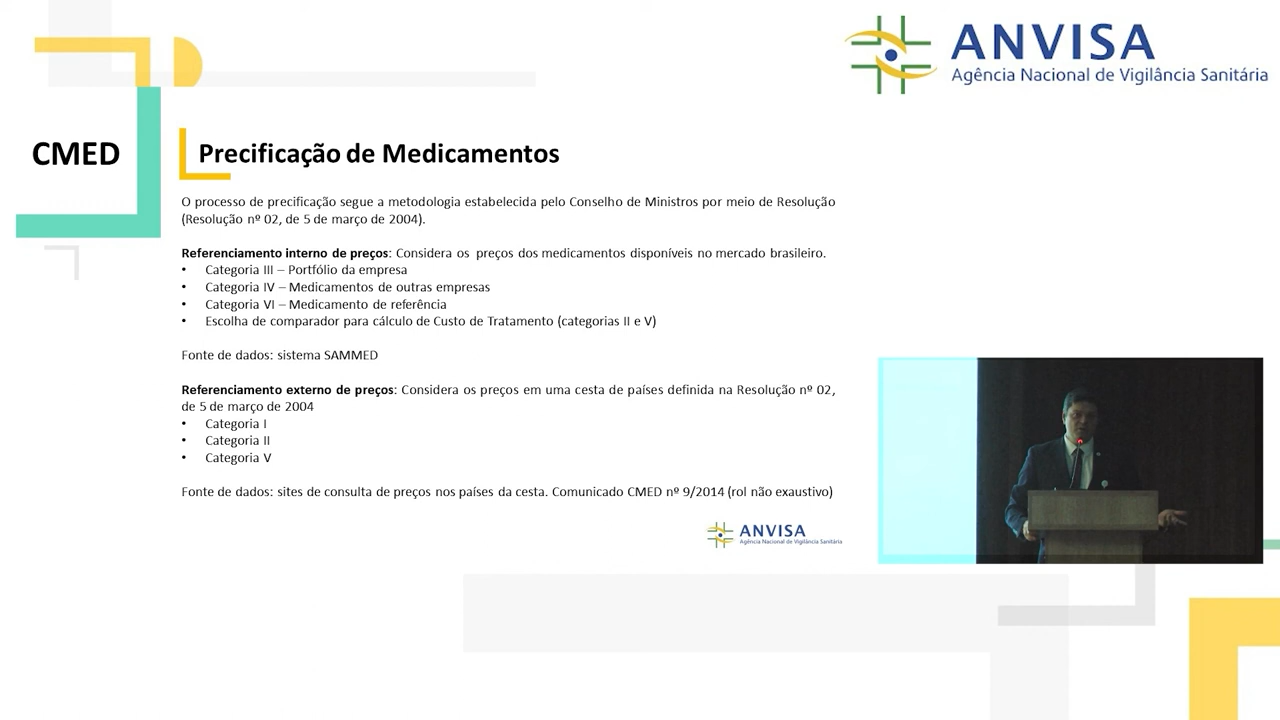 ANVISA
Agência Nacional de Vigilância Sanitária
CMED
Precificação de Medicamentos
O processo de precificação segue a metodologia estabelecida pelo Conselho de Ministros por meio de Resolução
(Resolução nº 02, de 5 de março de 2004).
Referenciamento interno de preços: Considera os preços dos medicamentos disponíveis no mercado brasileiro.
• Categoria III – Portfólio da empresa
• Categoria IV – Medicamentos de outras empresas
• Categoria VI – Medicamento de referência
• Escolha de comparador para cálculo de Custo de Tratamento (categorias II e V)
Fonte de dados: sistema SAMMED
Referenciamento externo de preços: Considera os preços em uma cesta de países definida na Resolução nº 02,
de 5 de março de 2004
• Categoria I
• Categoria II
• Categoria V
Fonte de dados: sites de consulta de preços nos países da cesta. Comunicado CMED nº 9/2014 (rol não exaustivo)
ANVISA
Agência Nacional de Vigilância Sanitária